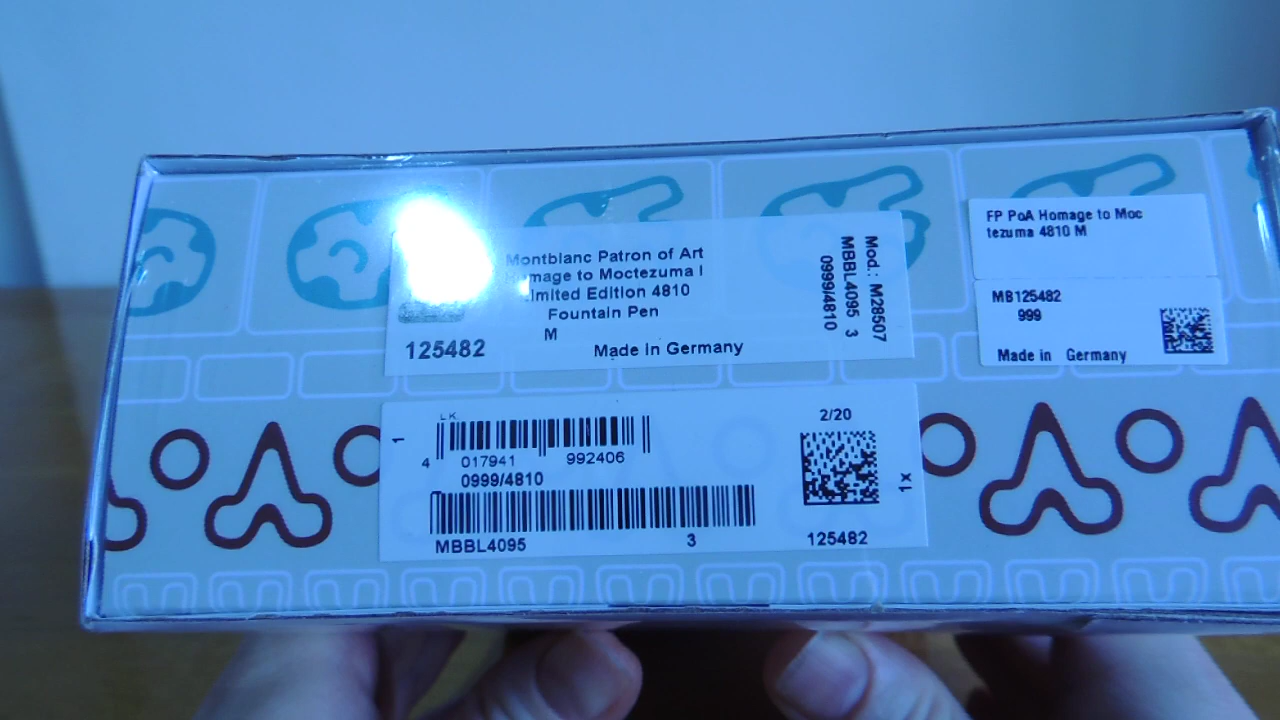 Montblanc Patron of Art
Homage to Moctezuma I
Limited Edition 4810
Fountain Pen
M
125482
Made In Germany
Mod.: M28507
MBBL4095 3
0999/4810
FP PoA Homage to Moc
tezuma 4810 M
MB125482
999
Made in Germany
LK
1
4 017941 992406
0999/4810
MBBL4095 3
2/20
1x
125482